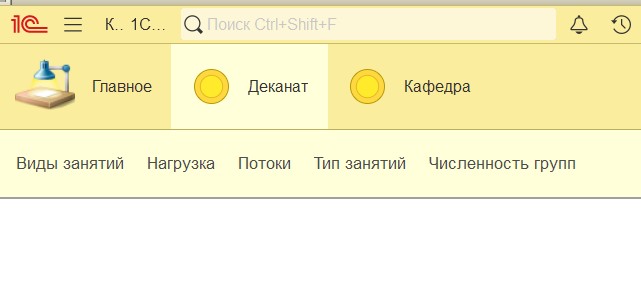 1С К.. 1С... Поиск Ctrl+Shift+F
Главное Деканат Кафедра
Виды занятий Нагрузка Потоки Тип занятий Численность групп